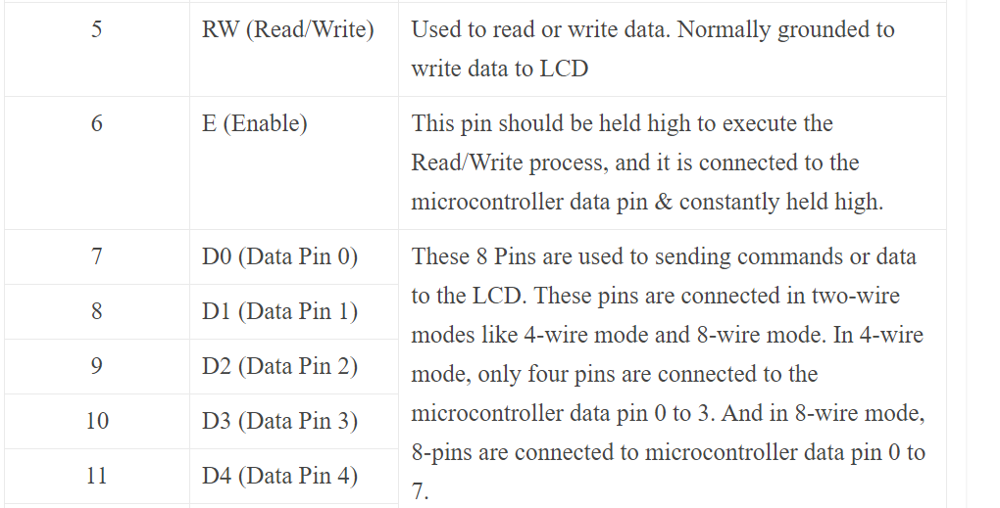 5 RW (Read/Write) Used to read or write data. Normally grounded to
write data to LCD
6 E (Enable) This pin should be held high to execute the
Read/Write process, and it is connected to the
microcontroller data pin & constantly held high.
7 D0 (Data Pin 0) These 8 Pins are used to sending commands or data
to the LCD. These pins are connected in two-wire
8 D1 (Data Pin 1)
modes like 4-wire mode and 8-wire mode. In 4-wire
9 D2 (Data Pin 2)
mode, only four pins are connected to the
10 D3 (Data Pin 3)
microcontroller data pin 0 to 3. And in 8-wire mode,
8-pins are connected to microcontroller data pin 0 to
11 D4 (Data Pin 4)
7.